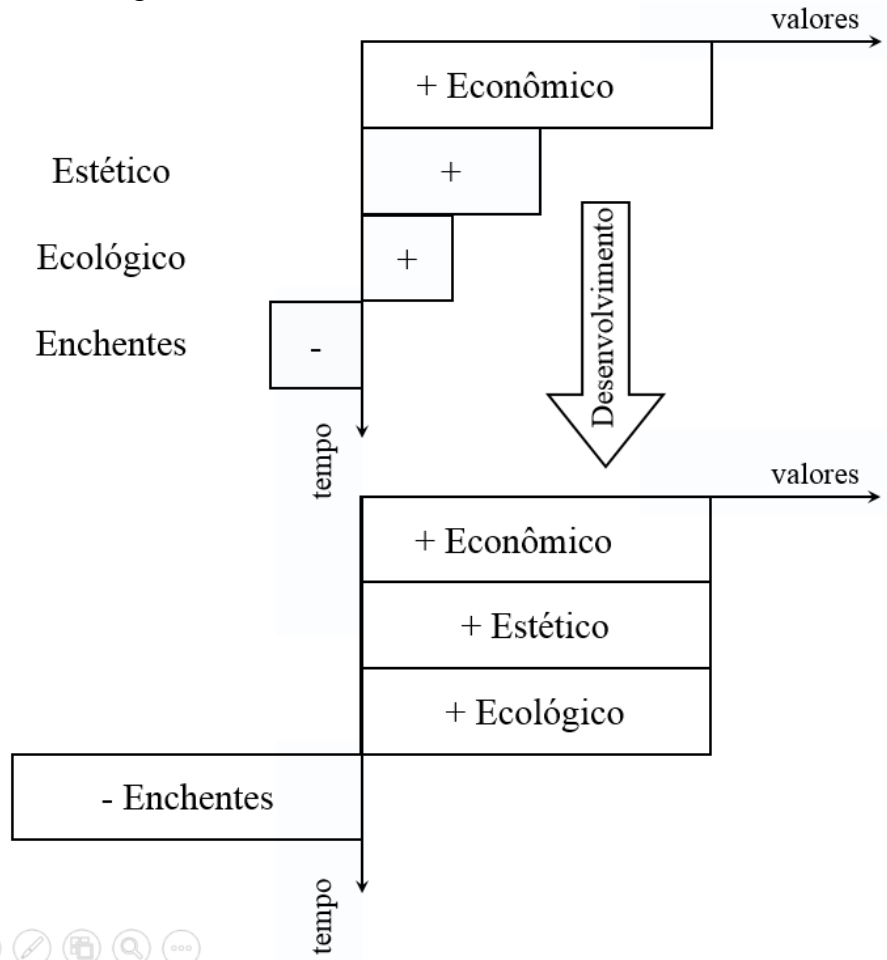 valores
+ Econômico
Estético
+
Ecológico
+
Enchentes
-
Desenvolvimento
tempo
valores
+ Econômico
+ Estético
+ Ecológico
- Enchentes
tempo